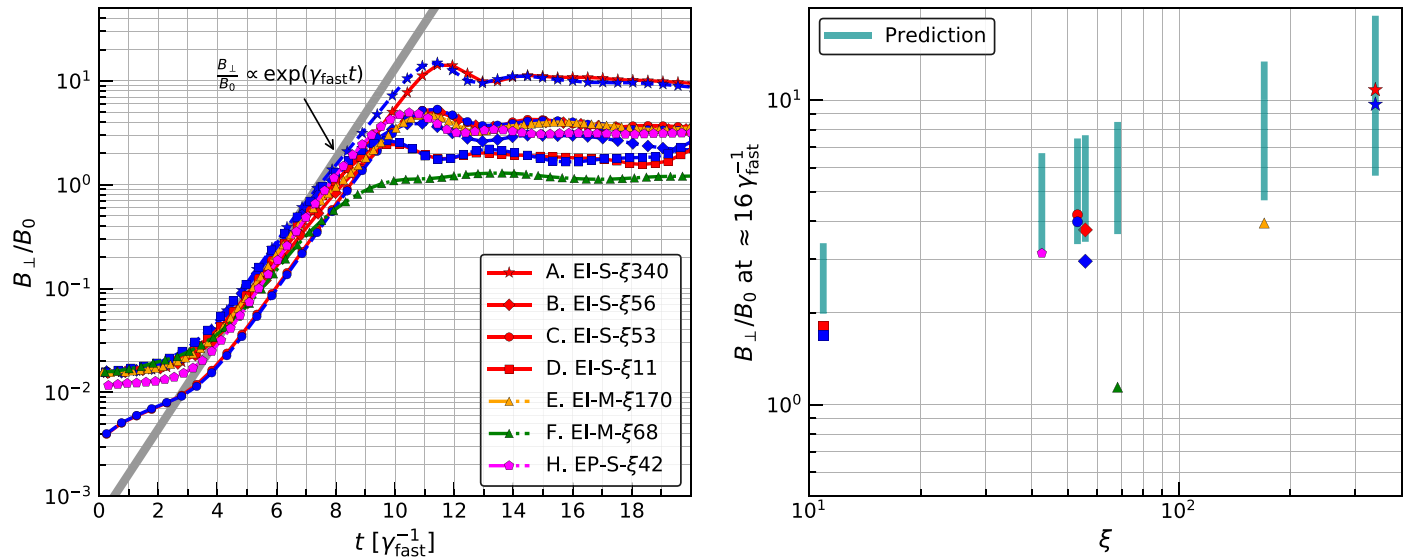 B⊥/B₀
10¹
10⁰
10⁻¹
10⁻²
10⁻³
B⊥/B₀ ∝ exp(γfast t)
A. EI-S-ξ340
B. EI-S-ξ56
C. EI-S-ξ53
D. EI-S-ξ11
E. EI-M-ξ170
F. EI-M-ξ68
H. EP-S-ξ42
0 2 4 6 8 10 12 14 16 18
t [γfast⁻¹]
B⊥/B₀ at ≈ 16 γfast⁻¹
Prediction
10¹
10⁰
10¹ 10²
ξ